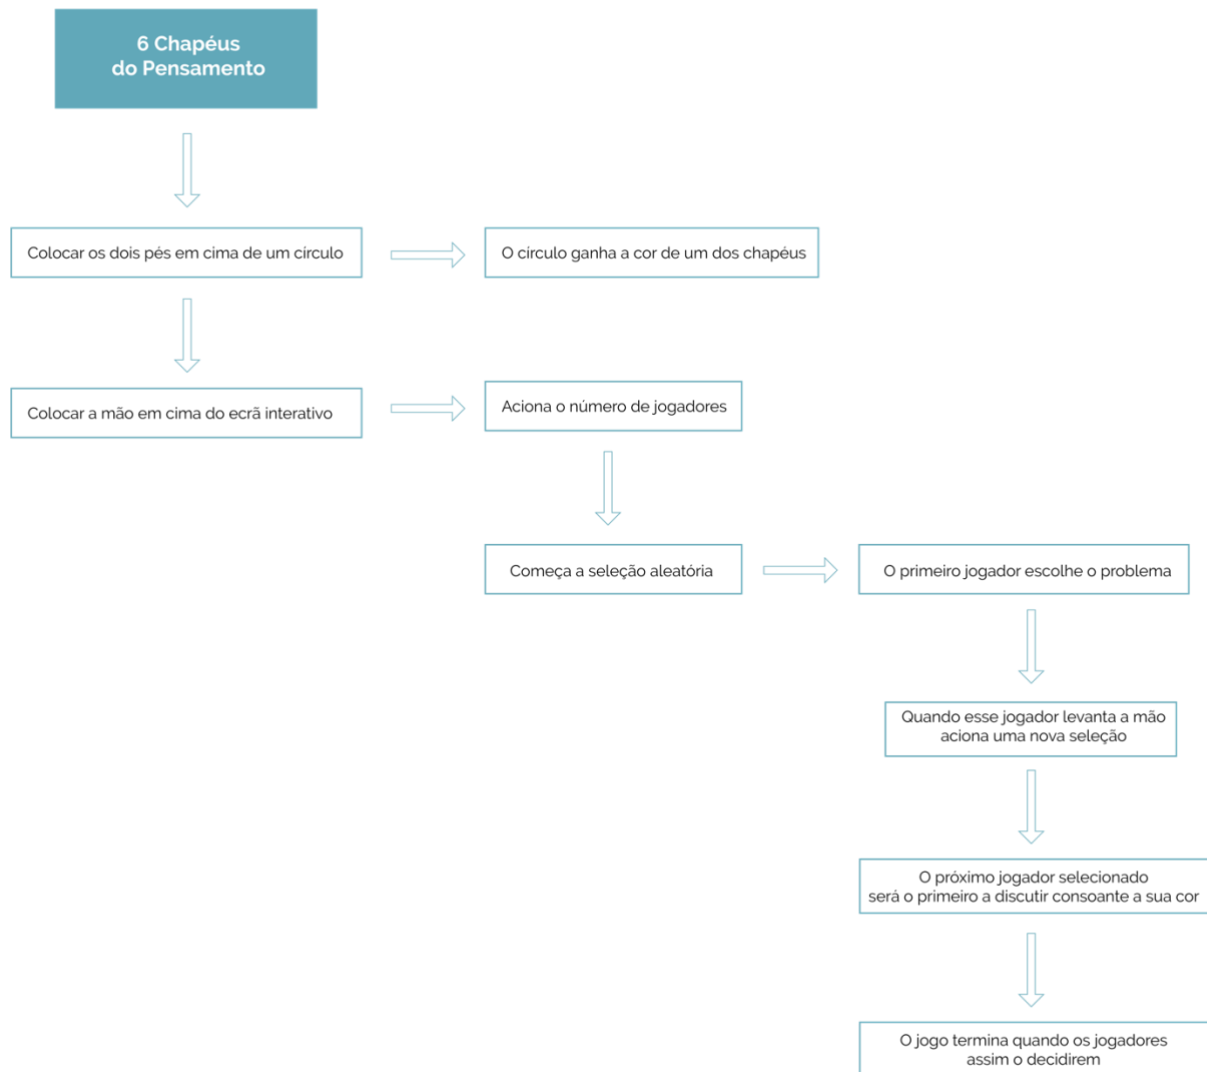 6 Chapéus
do Pensamento
Colocar os dois pés em cima de um círculo
O círculo ganha a cor de um dos chapéus
Colocar a mão em cima do ecrã interativo
Aciona o número de jogadores
Começa a seleção aleatória
O primeiro jogador escolhe o problema
Quando esse jogador levanta a mão
aciona uma nova seleção
O próximo jogador selecionado
será o primeiro a discutir consoante a sua cor
O jogo termina quando os jogadores
assim o decidirem